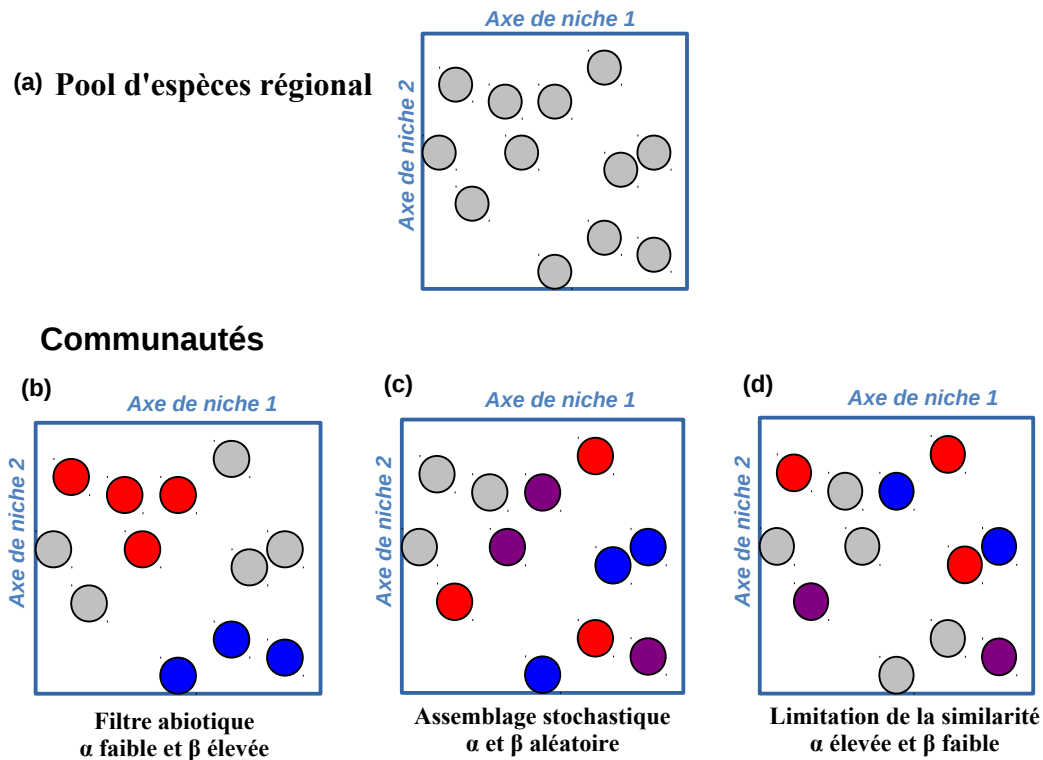 Axe de niche 1
(a) Pool d'espèces régional
Axe de niche 2
Communautés
(b)
Axe de niche 1
Axe de niche 2
Filtre abiotique
α faible et β élevée
(c)
Axe de niche 1
Axe de niche 2
Assemblage stochastique
α et β aléatoire
(d)
Axe de niche 1
Axe de niche 2
Limitation de la similarité
α élevée et β faible